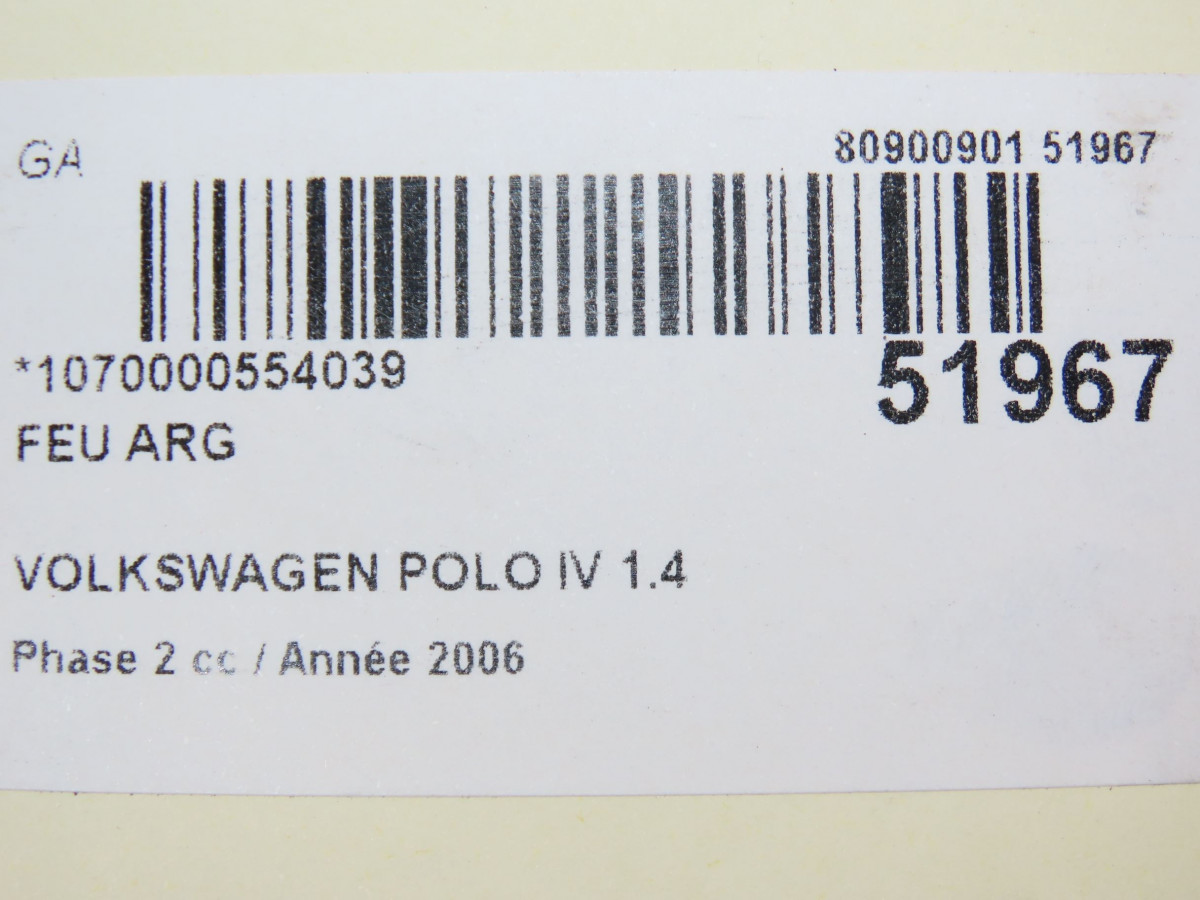 GA
80900901 51967
*1070000554039
51967
FEU ARG
VOLKSWAGEN POLO IV 1.4
Phase 2 cc / Année 2006